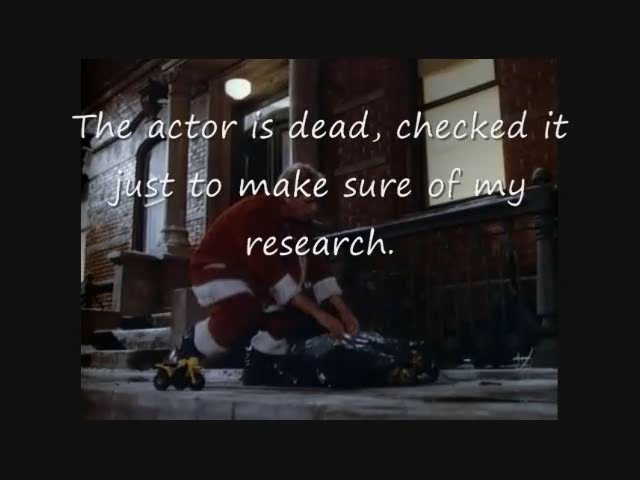 The actor is dead, checked it
just to make sure of my
research.